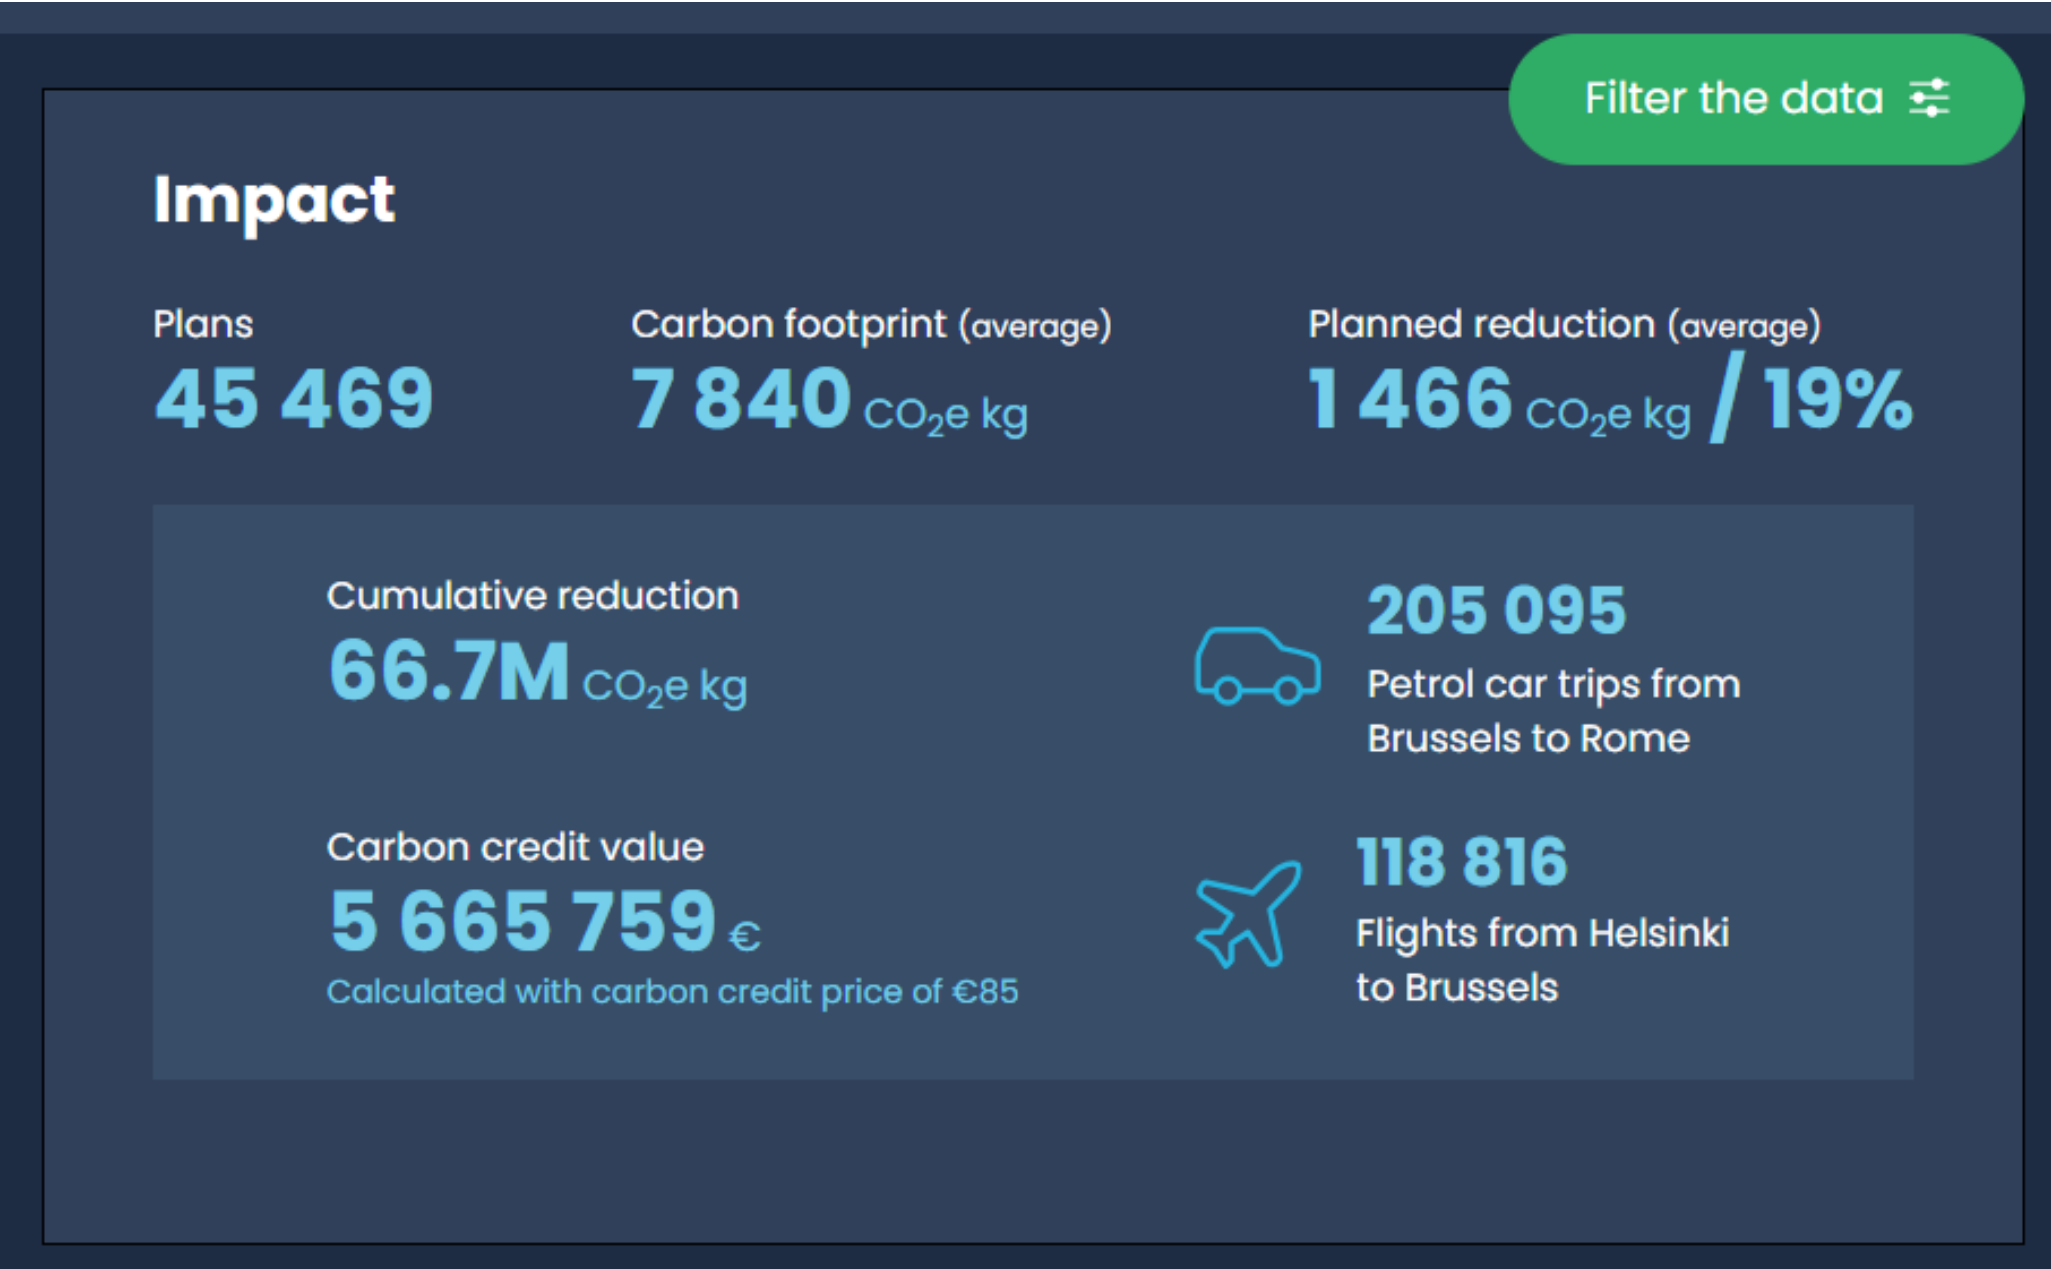 Filter the data
Impact
Plans
45 469
Carbon footprint (average)
7 840 CO₂e kg
Planned reduction (average)
1 466 CO₂e kg / 19%
Cumulative reduction
66.7M CO₂e kg
205 095
Petrol car trips from
Brussels to Rome
Carbon credit value
5 665 759 €
Calculated with carbon credit price of €85
118 816
Flights from Helsinki
to Brussels